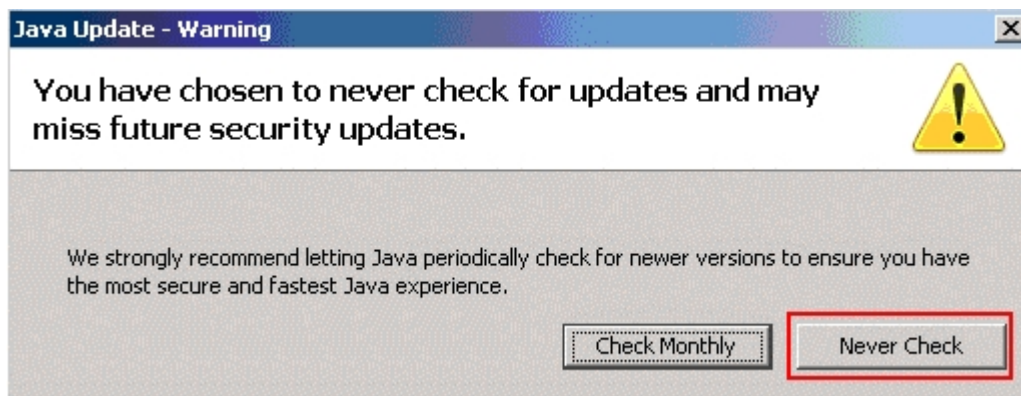 Java Update - Warning
You have chosen to never check for updates and may
miss future security updates.
We strongly recommend letting Java periodically check for newer versions to ensure you have
the most secure and fastest Java experience.
Check Monthly Never Check